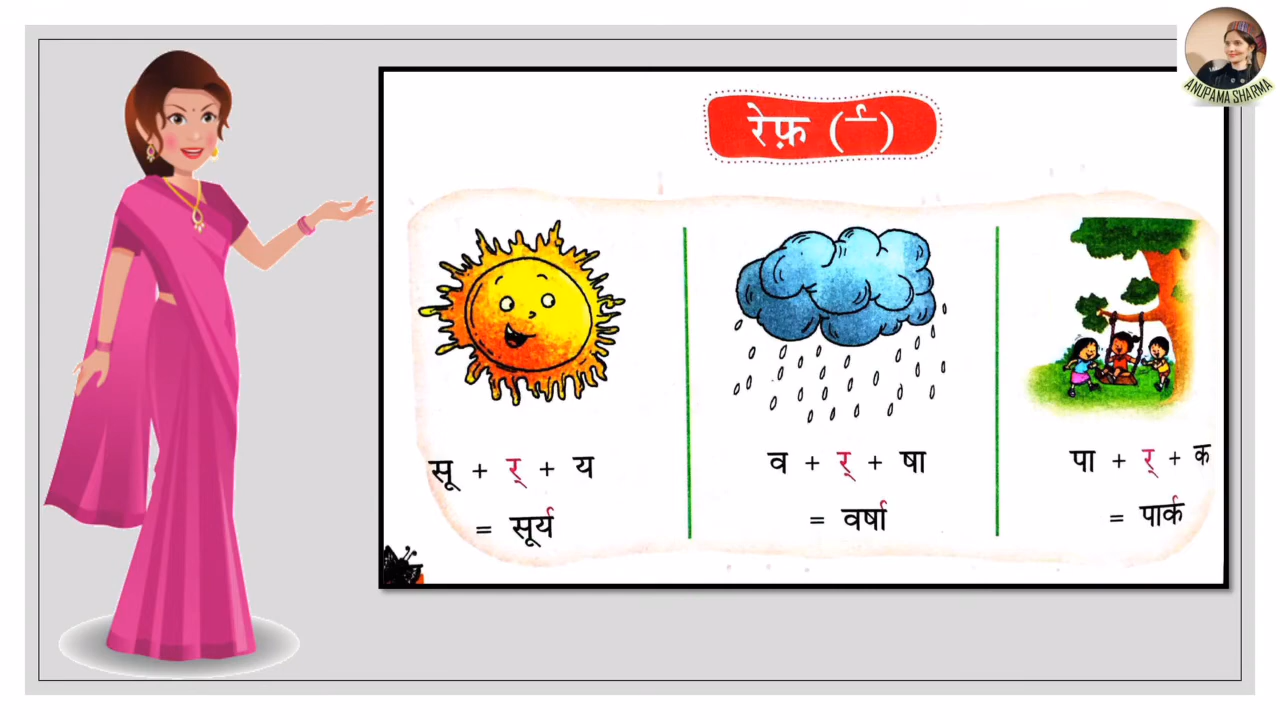 रेफ़ (र्)
सू + र् + य
= सूर्य
व + र् + षा
= वर्षा
पा + र् + क
= पार्क
ANUPAMA SHARMA